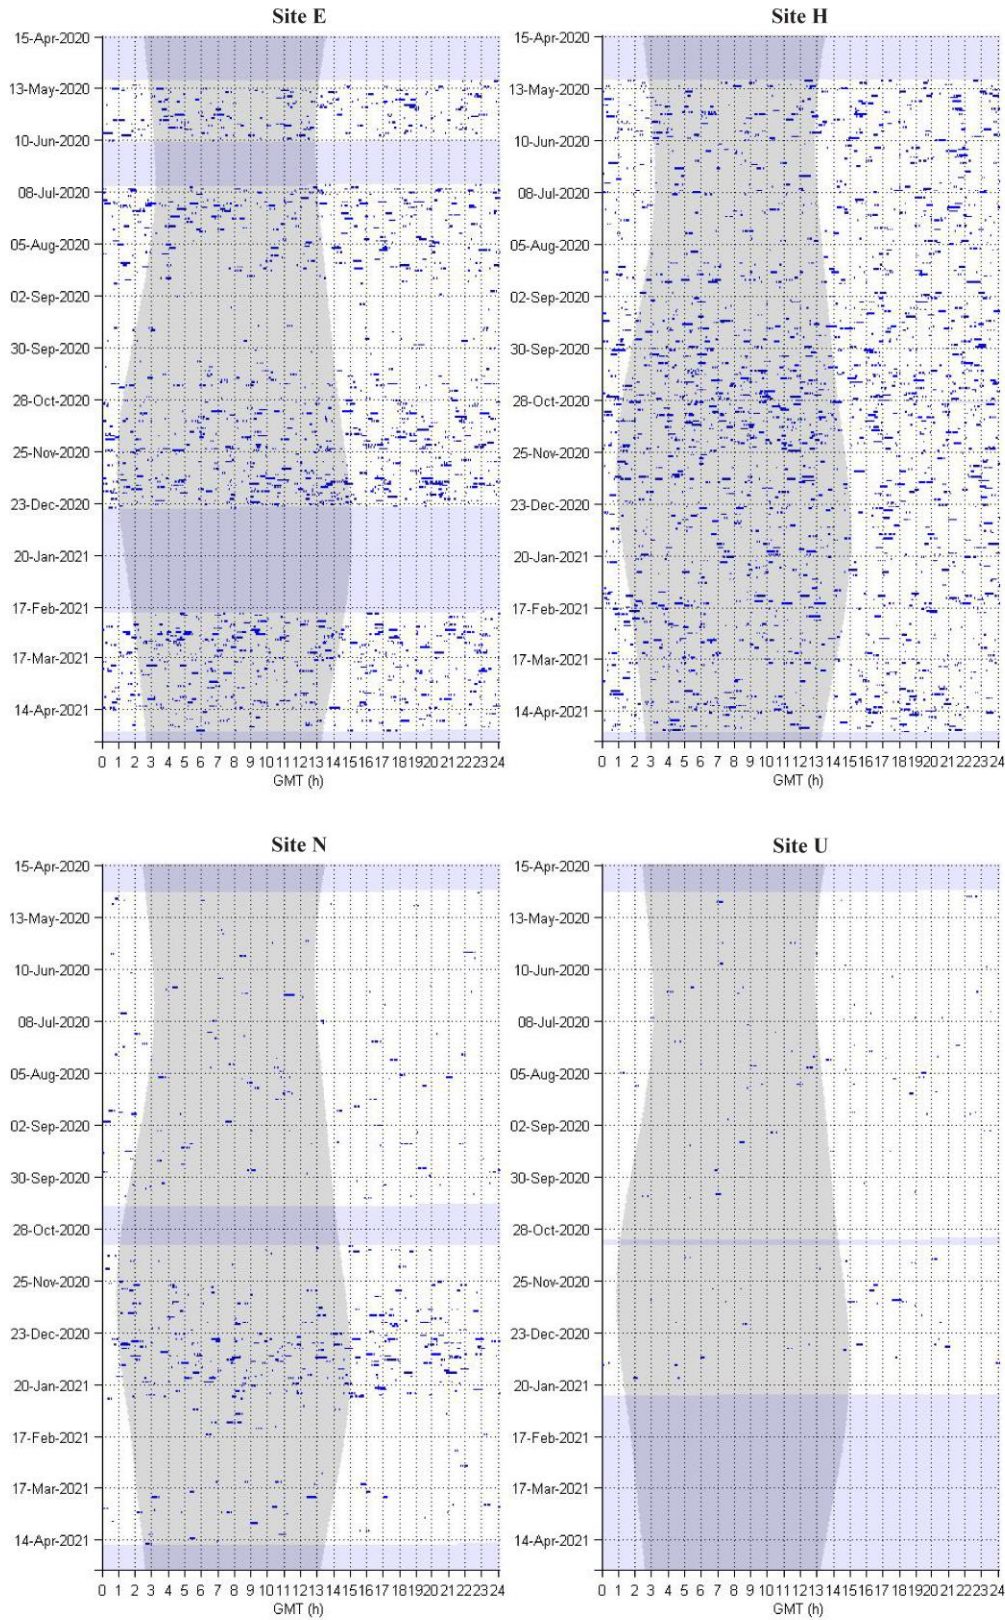 Site E
15-Apr-2020
13-May-2020
10-Jun-2020
08-Jul-2020
05-Aug-2020
02-Sep-2020
30-Sep-2020
28-Oct-2020
25-Nov-2020
23-Dec-2020
20-Jan-2021
17-Feb-2021
17-Mar-2021
14-Apr-2021
0 1 2 3 4 5 6 7 8 9 10 11 12 13 14 15 16 17 18 19 20 21 22 23 24
GMT (h)
Site H
15-Apr-2020
13-May-2020
10-Jun-2020
08-Jul-2020
05-Aug-2020
02-Sep-2020
30-Sep-2020
28-Oct-2020
25-Nov-2020
23-Dec-2020
20-Jan-2021
17-Feb-2021
17-Mar-2021
14-Apr-2021
0 1 2 3 4 5 6 7 8 9 10 11 12 13 14 15 16 17 18 19 20 21 22 23 24
GMT (h)
Site N
15-Apr-2020
13-May-2020
10-Jun-2020
08-Jul-2020
05-Aug-2020
02-Sep-2020
30-Sep-2020
28-Oct-2020
25-Nov-2020
23-Dec-2020
20-Jan-2021
17-Feb-2021
17-Mar-2021
14-Apr-2021
0 1 2 3 4 5 6 7 8 9 10 11 12 13 14 15 16 17 18 19 20 21 22 23 24
GMT (h)
Site U
15-Apr-2020
13-May-2020
10-Jun-2020
08-Jul-2020
05-Aug-2020
02-Sep-2020
30-Sep-2020
28-Oct-2020
25-Nov-2020
23-Dec-2020
20-Jan-2021
17-Feb-2021
17-Mar-2021
14-Apr-2021
0 1 2 3 4 5 6 7 8 9 10 11 12 13 14 15 16 17 18 19 20 21 22 23 24
GMT (h)